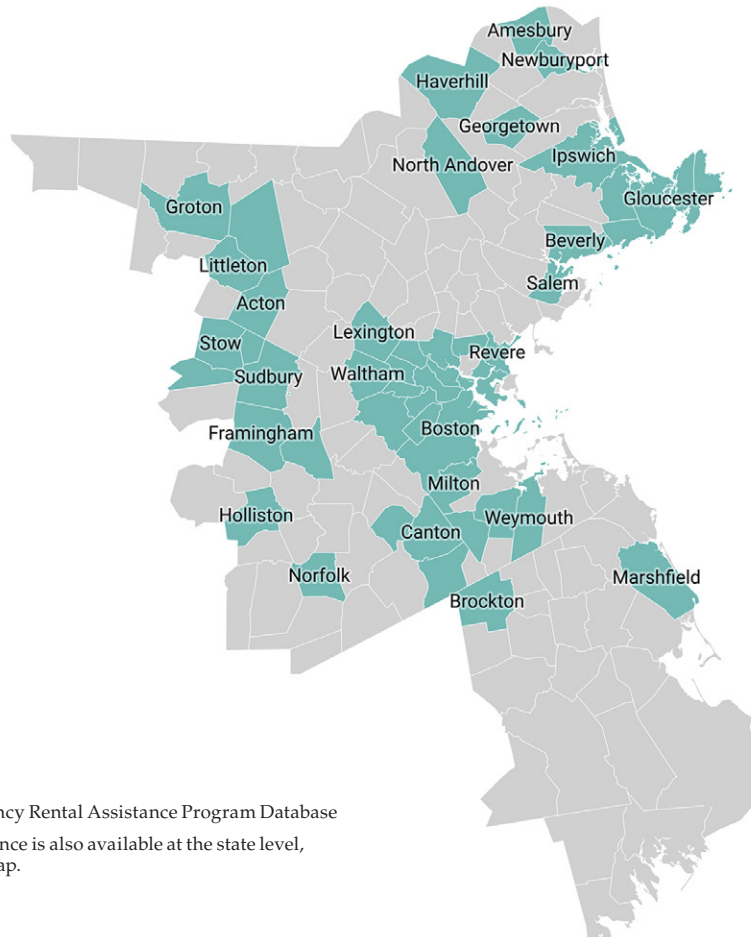 Amesbury
Newburyport
Haverhill
Georgetown
Ipswich
North Andover
Gloucester
Groton
Beverly
Littleton
Salem
Acton
Lexington
Stow
Revere
Waltham
Sudbury
Framingham
Boston
Milton
Holliston
Weymouth
Canton
Norfolk
Marshfield
Brockton
ncy Rental Assistance Program Database
nce is also available at the state level,
ap.